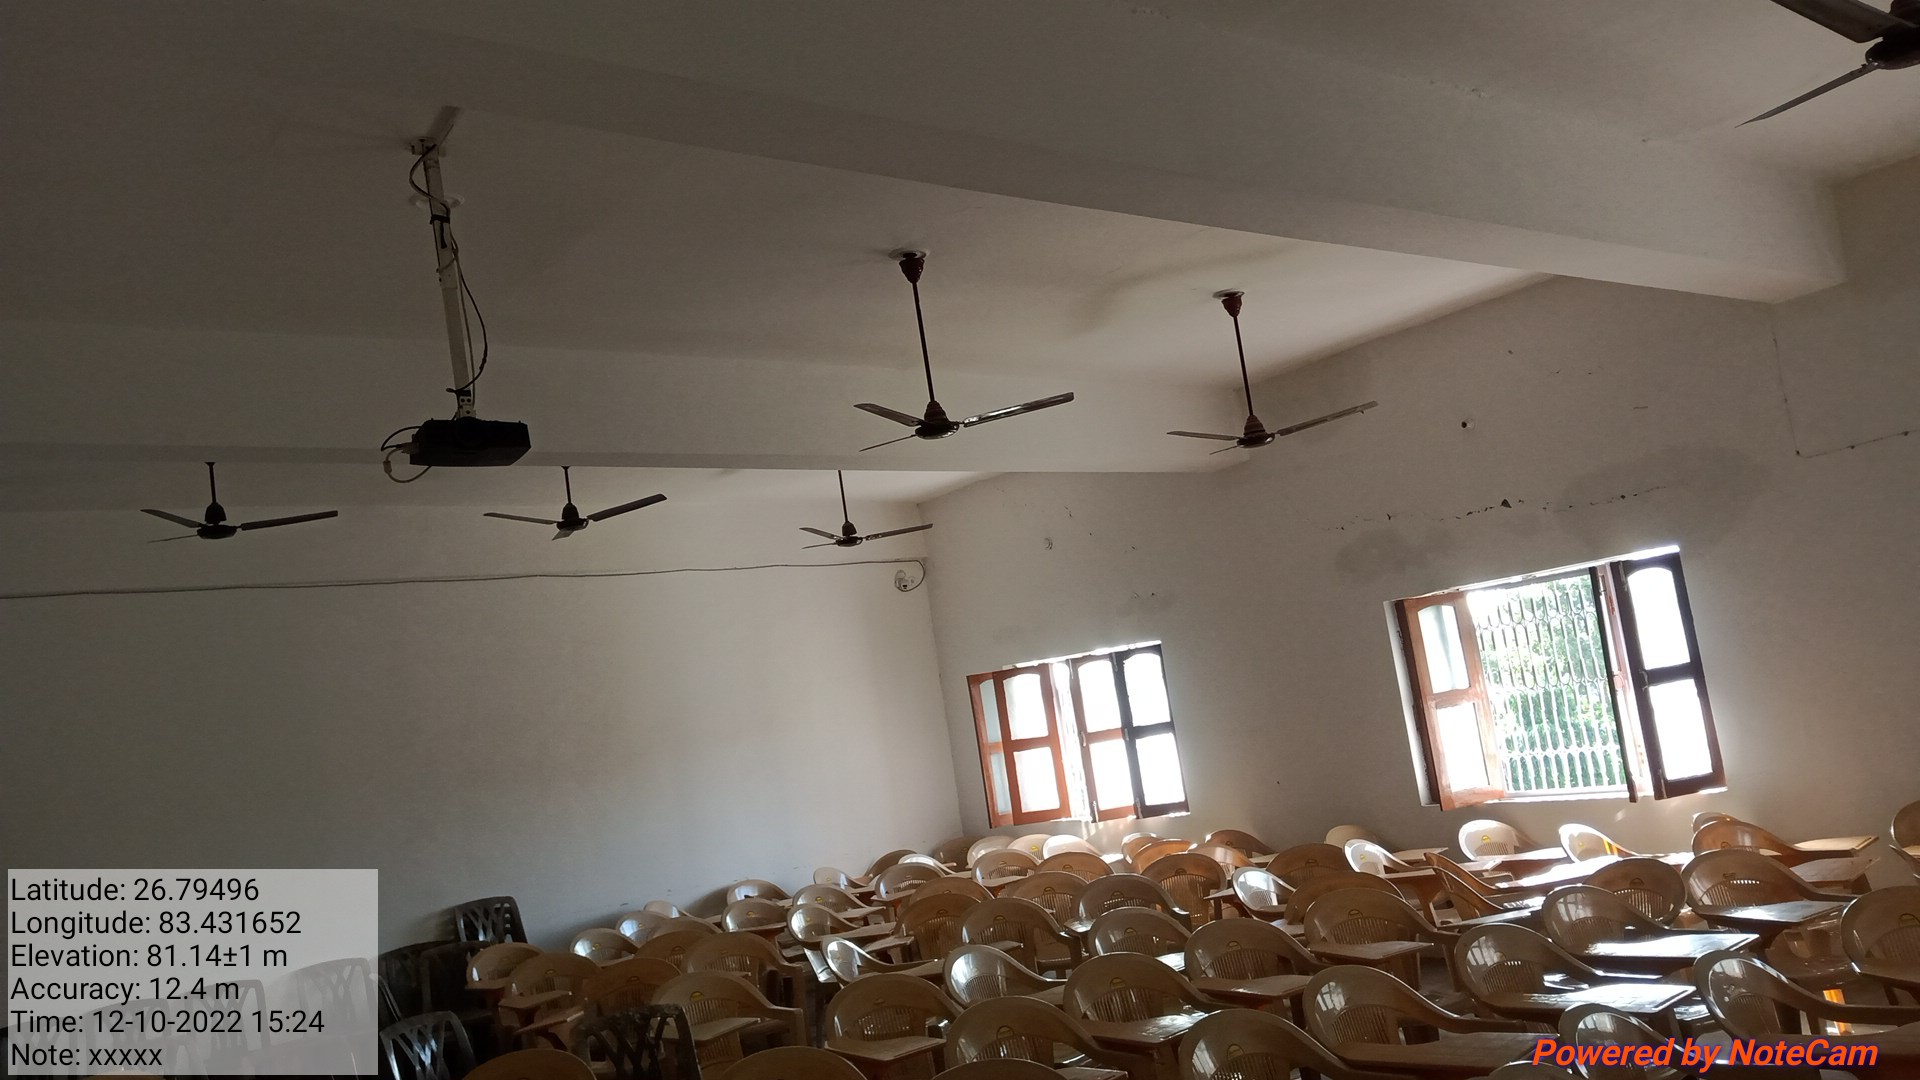 Latitude: 26.79496
Longitude: 83.431652
Elevation: 81.14±1 m
Accuracy: 12.4 m
Time: 12-10-2022 15:24
Note: xxxxx
Powered by NoteCam